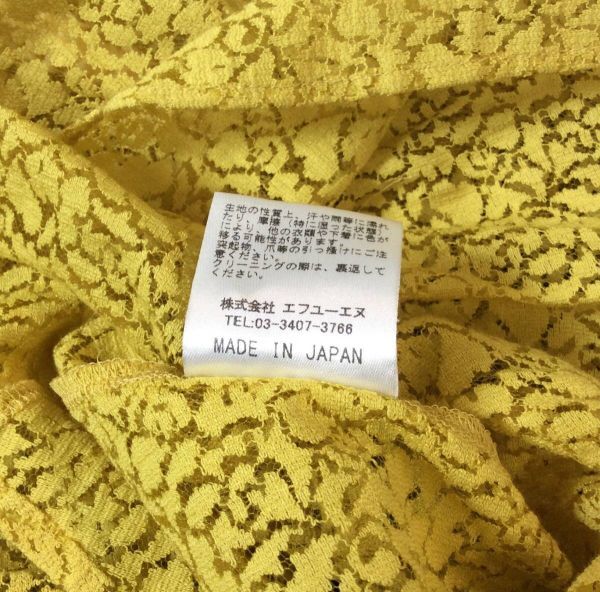 生地の性質上、汗や雨等に濡れ
たり、摩擦（特に湿った状態）
により、他の衣類や下着に色が
移る可能性があります。
突起物、爪等の引っ掻けにご注
意ください。
クリーニングの際は、裏返して
ください。
株式会社 エフユーエヌ
TEL:03-3407-3766
MADE IN JAPAN